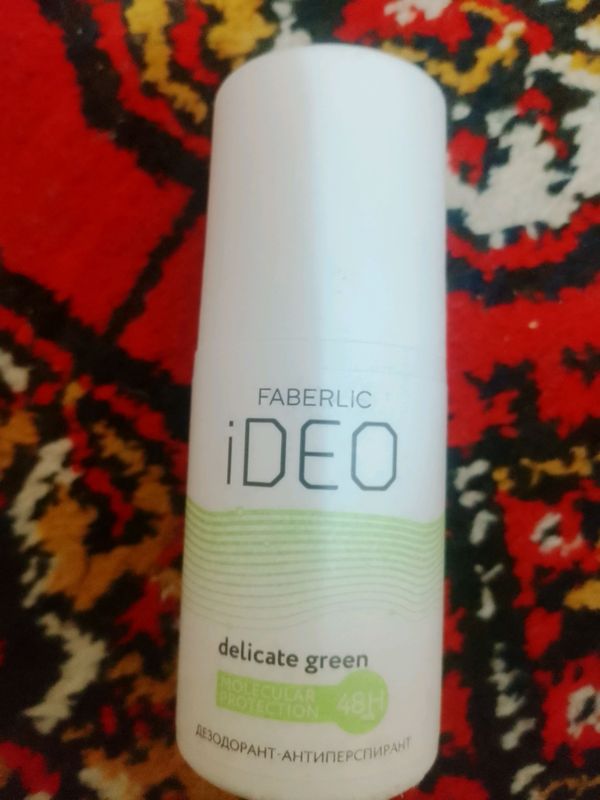 FABERLIC
iDEO
delicate green
MOLECULAR
PROTECTION
48H
ДЕЗОДОРАНТ-АНТИПЕРСПИРАНТ